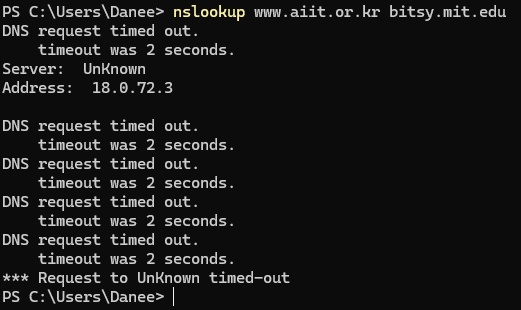 PS C:\Users\Danee> nslookup www.aiit.or.kr bitsy.mit.edu
DNS request timed out.
    timeout was 2 seconds.
Server:  UnKnown
Address:  18.0.72.3

DNS request timed out.
    timeout was 2 seconds.
DNS request timed out.
    timeout was 2 seconds.
DNS request timed out.
    timeout was 2 seconds.
DNS request timed out.
    timeout was 2 seconds.
*** Request to UnKnown timed-out
PS C:\Users\Danee>